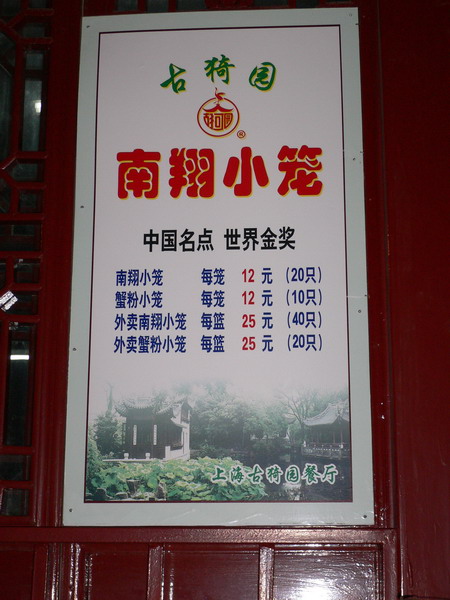 古猗园
®
南翔小笼
中国名点 世界金奖
南翔小笼 每笼 12 元 (20只)
蟹粉小笼 每笼 12 元 (10只)
外卖南翔小笼 每篮 25 元 (40只)
外卖蟹粉小笼 每篮 25 元 (20只)
上海古猗园餐厅